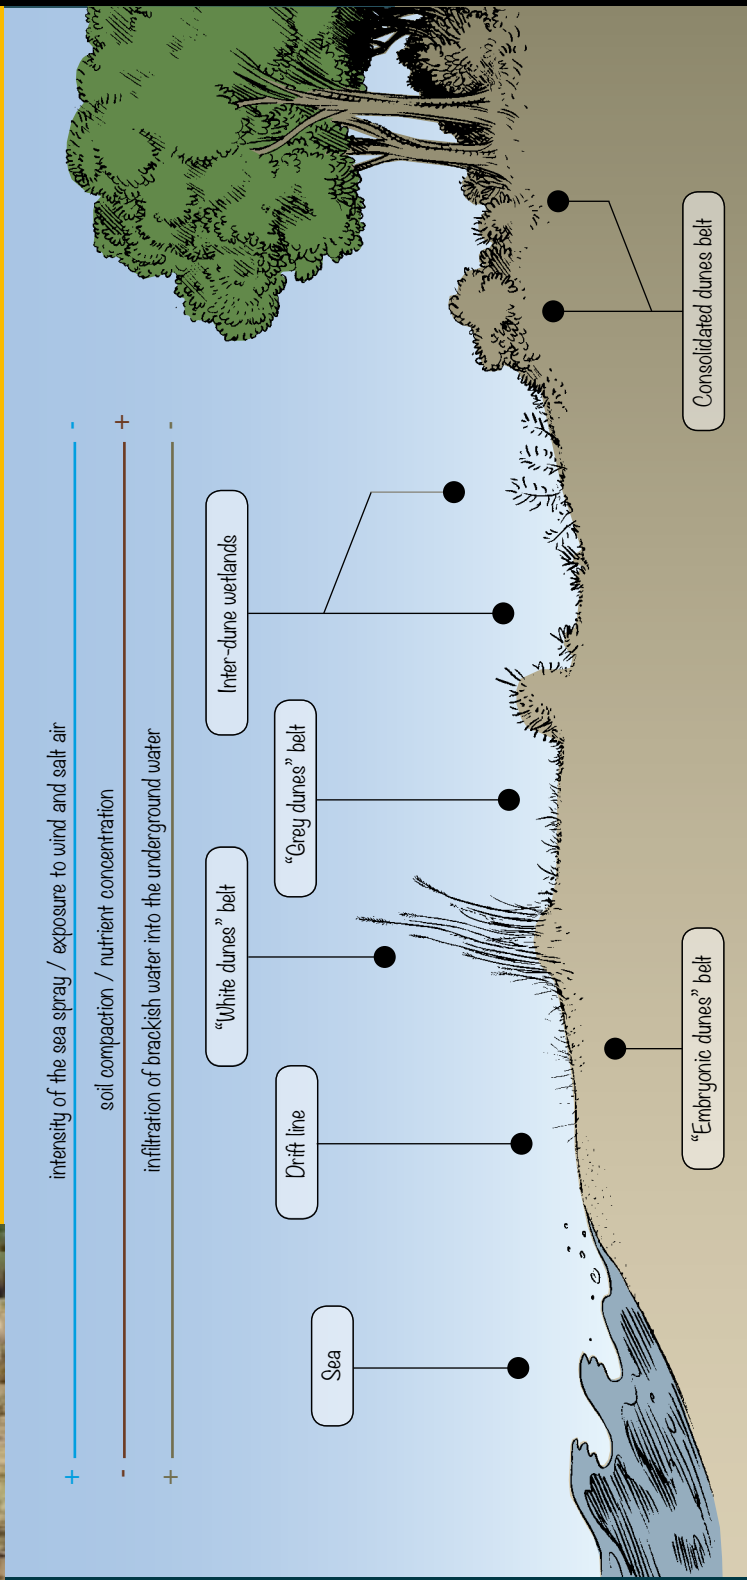 + intensity of the sea spray / exposure to wind and salt air -
- soil compaction / nutrient concentration +
+ infiltration of brackish water into the underground water -
Sea
Drift line
"White dunes" belt
"Grey dunes" belt
Inter-dune wetlands
"Embryonic dunes" belt
Consolidated dunes belt